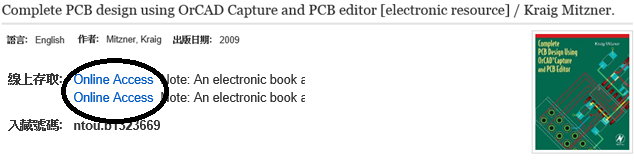 Complete PCB design using OrCAD Capture and PCB editor [electronic resource] / Kraig Mitzner.
語言: English 作者: Mitzner, Kraig 出版日期: 2009
線上存取: Online Access Note: An electronic book a
Online Access Note: An electronic book a
入藏號碼: ntou.b1323669
Complete
PCB Design Using
OrCAD Capture
and PCB Editor
Kraig Mitzner